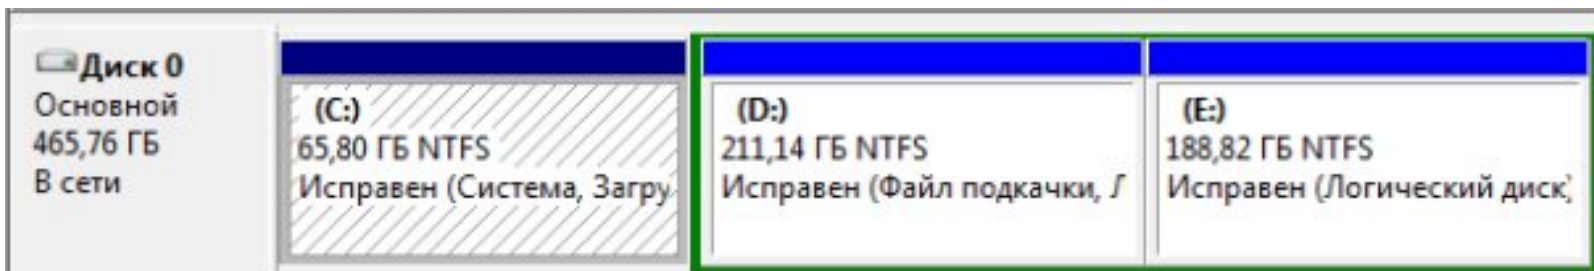 Диск 0
Основной
465,76 ГБ
В сети
(C:)
65,80 ГБ NTFS
Исправен (Система, Загру
(D:)
211,14 ГБ NTFS
Исправен (Файл подкачки, Л
(E:)
188,82 ГБ NTFS
Исправен (Логический диск)